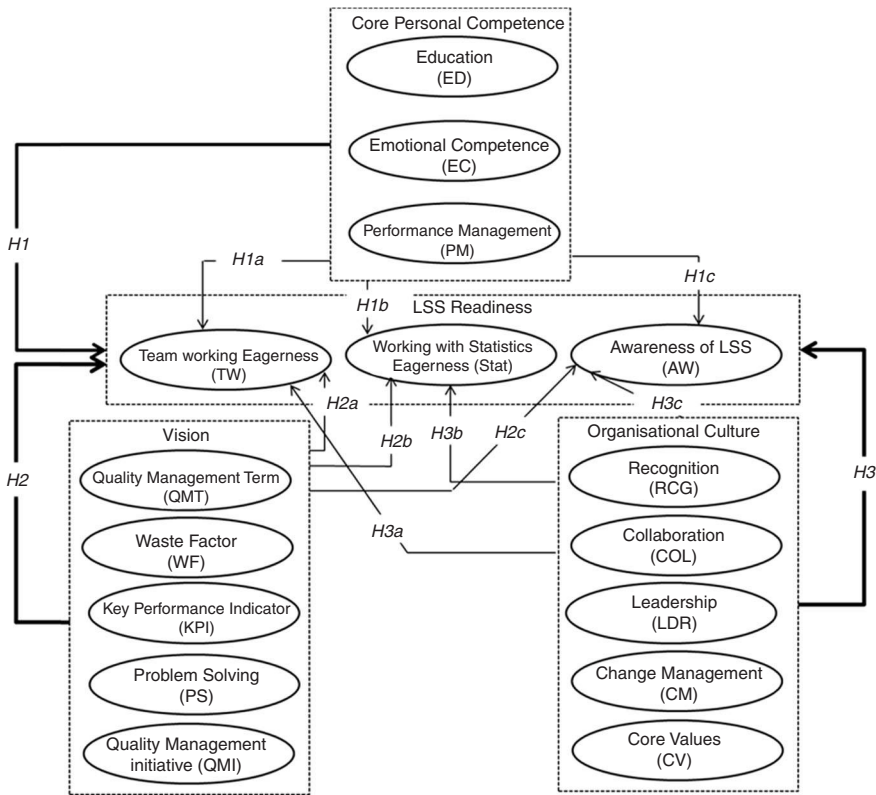 Core Personal Competence
Education
(ED)
Emotional Competence
(EC)
Performance Management
(PM)
H1
H1a
H1b
H1c
LSS Readiness
Team working Eagerness
(TW)
Working with Statistics
Eagerness (Stat)
Awareness of LSS
(AW)
H2a
H2b
H3b
H2c
H3c
H2
H3
H3a
Vision
Quality Management Term
(QMT)
Waste Factor
(WF)
Key Performance Indicator
(KPI)
Problem Solving
(PS)
Quality Management
initiative (QMI)
Organisational Culture
Recognition
(RCG)
Collaboration
(COL)
Leadership
(LDR)
Change Management
(CM)
Core Values
(CV)